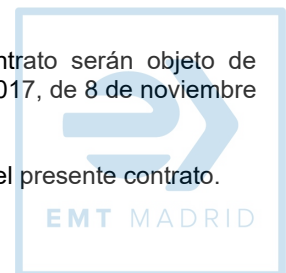 ntrato serán objeto de
017, de 8 de noviembre
el presente contrato.
EMT MADRID